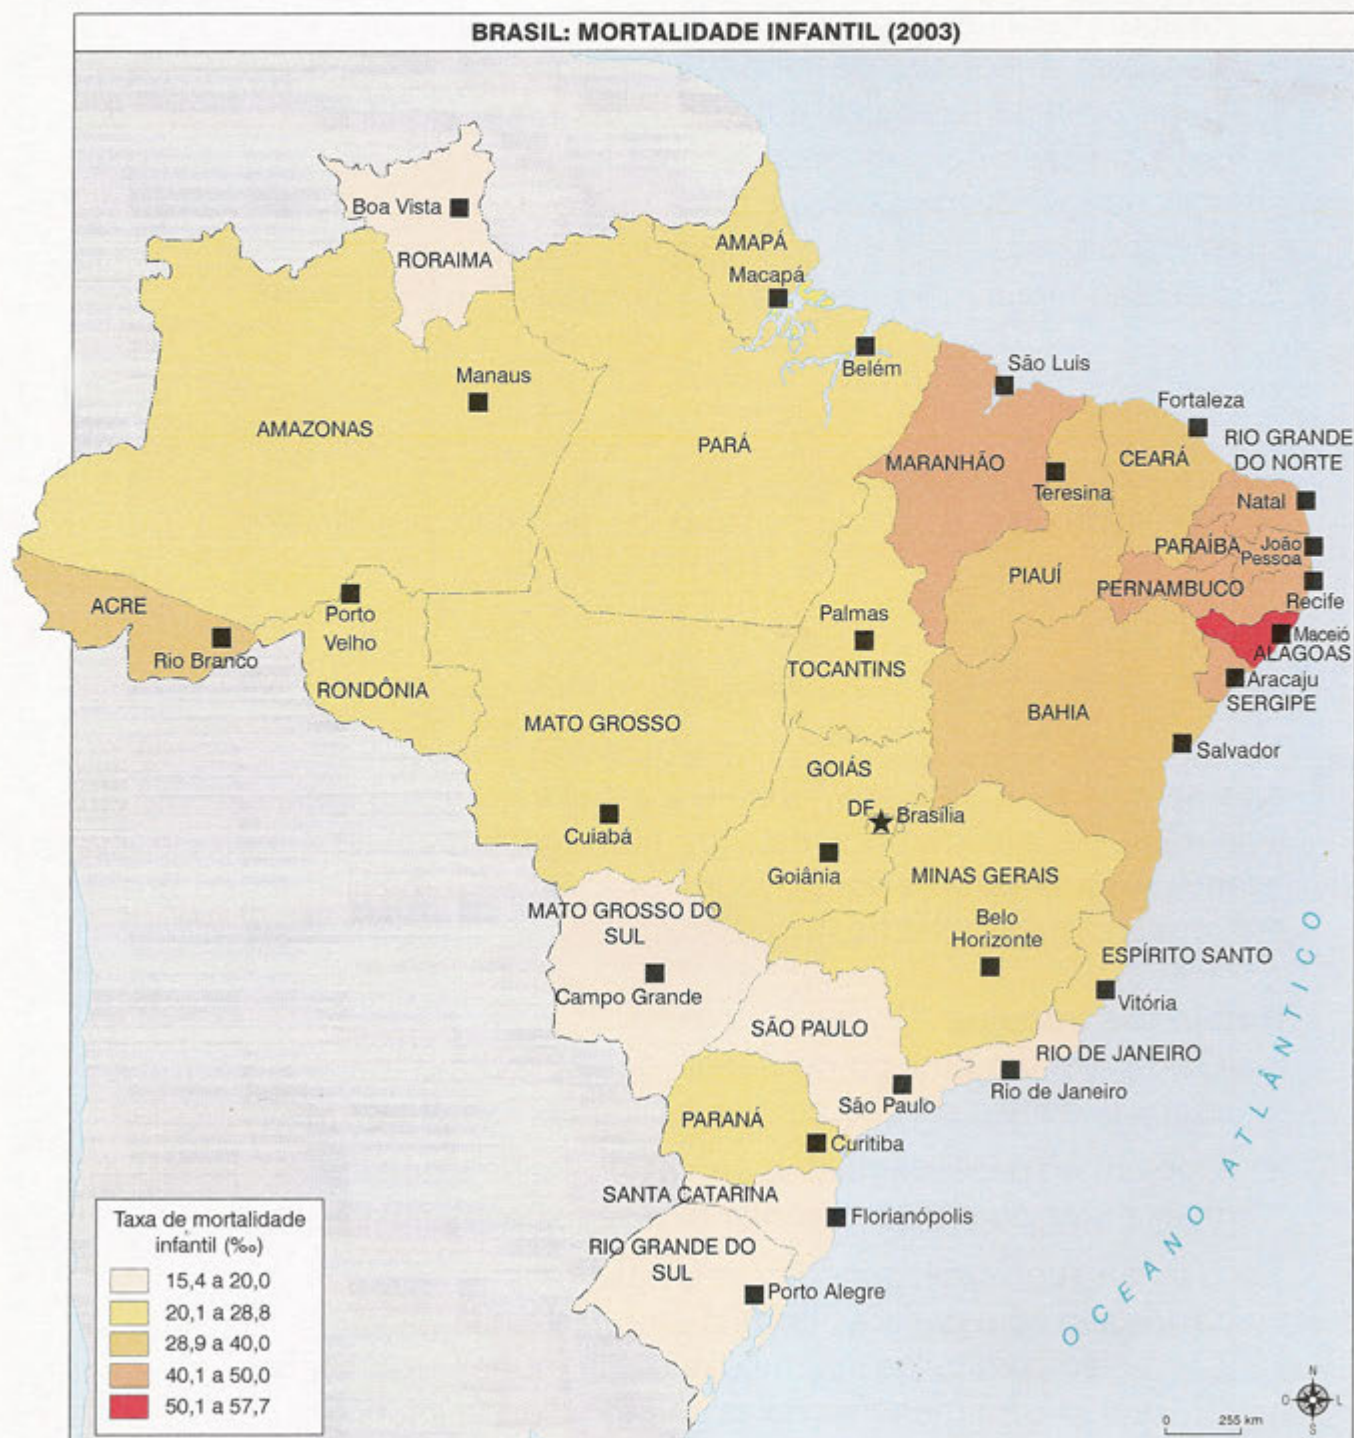 BRASIL: MORTALIDADE INFANTIL (2003)
Boa Vista
RORAIMA
AMAPÁ
Macapá
Belém
São Luís
Fortaleza
RIO GRANDE
DO NORTE
Manaus
AMAZONAS
PARÁ
MARANHÃO
Teresina
CEARÁ
Natal
PARAÍBA
João
Pessoa
PIAUÍ
PERNAMBUCO
Recife
ACRE
Rio Branco
Porto
Velho
RONDÔNIA
Palmas
TOCANTINS
Maceió
ALAGOAS
Aracaju
SERGIPE
MATO GROSSO
BAHIA
Salvador
GOIÁS
DF
Brasília
Cuiabá
Goiânia
MINAS GERAIS
Belo
Horizonte
MATO GROSSO DO
SUL
Campo Grande
ESPÍRITO SANTO
Vitória
SÃO PAULO
São Paulo
RIO DE JANEIRO
Rio de Janeiro
PARANÁ
Curitiba
SANTA CATARINA
Florianópolis
RIO GRANDE DO
SUL
Porto Alegre
OCEANO ATLÂNTICO
Taxa de mortalidade
infantil (‰)
15,4 a 20,0
20,1 a 28,8
28,9 a 40,0
40,1 a 50,0
50,1 a 57,7
N
O
L
S
0 255 km